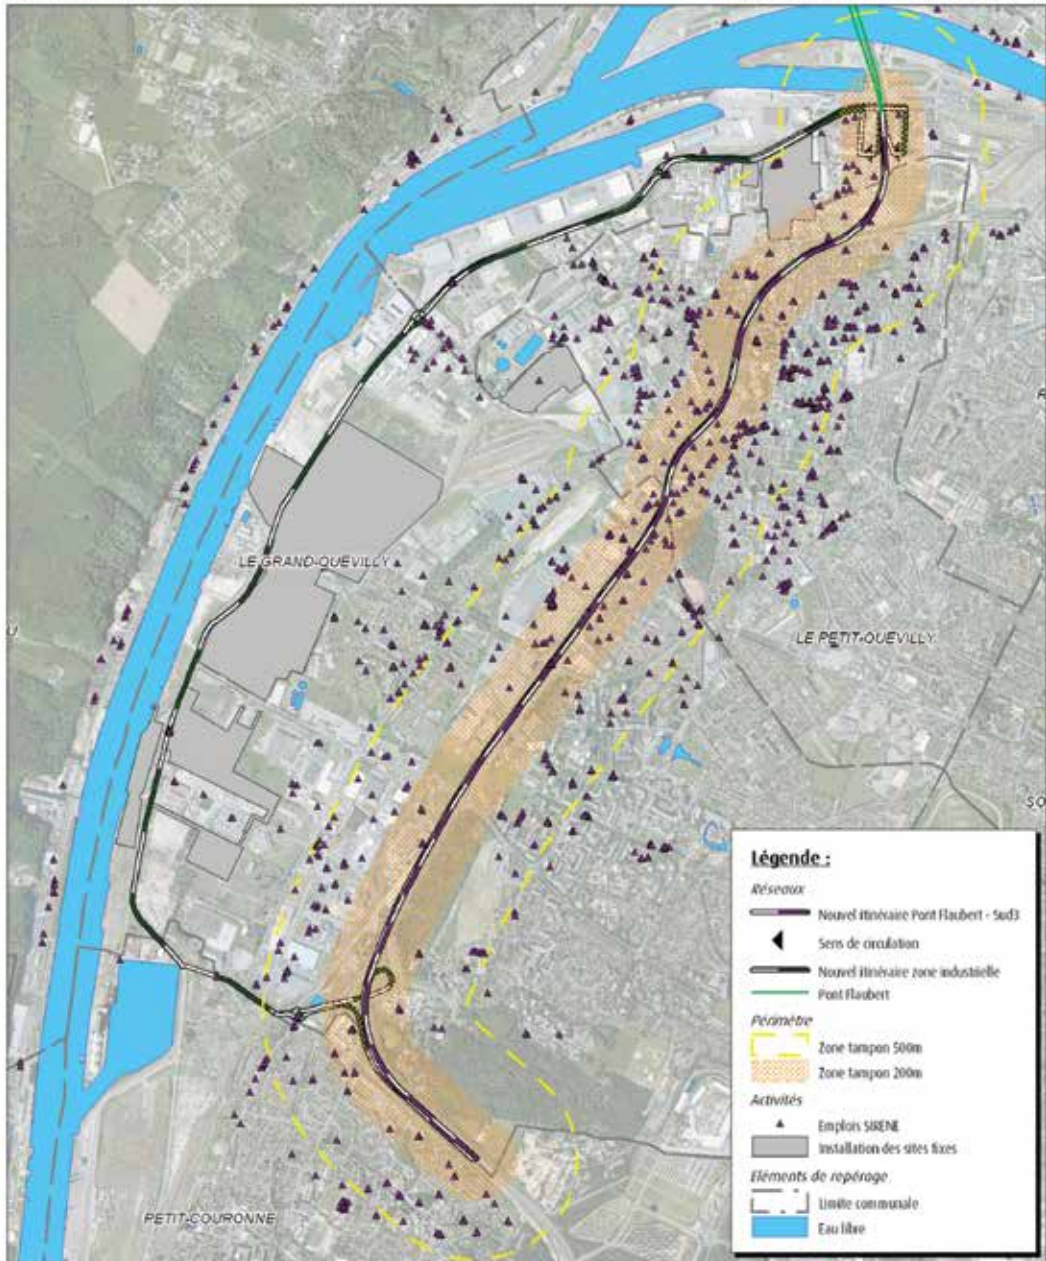 LE GRAND-QUEVILLY
LE PETIT-QUEVILLY
SO
PETIT-COURONNE
Légende :
Réseaux
Nouvel itinéraire Pont Flaubert - Sud3
Sens de circulation
Nouvel itinéraire zone industrielle
Pont Flaubert
Périmètre
Zone tampon 500m
Zone tampon 200m
Activités
Emplois SIRENE
Installation des sites fixes
Eléments de repérage
Limite communale
Eau libre